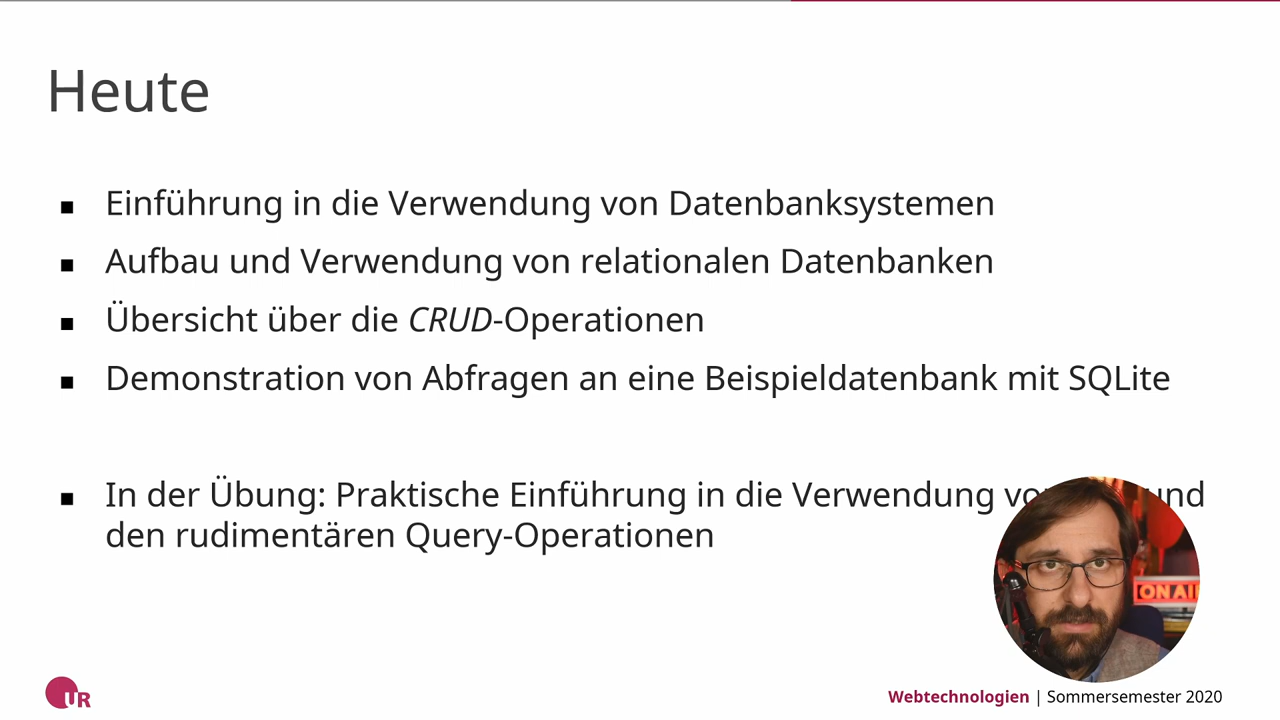 Heute
Einführung in die Verwendung von Datenbanksystemen
Aufbau und Verwendung von relationalen Datenbanken
Übersicht über die CRUD-Operationen
Demonstration von Abfragen an eine Beispieldatenbank mit SQLite
In der Übung: Praktische Einführung in die Verwendung und
den rudimentären Query-Operationen
ON AI
UR
Webtechnologien | Sommersemester 2020